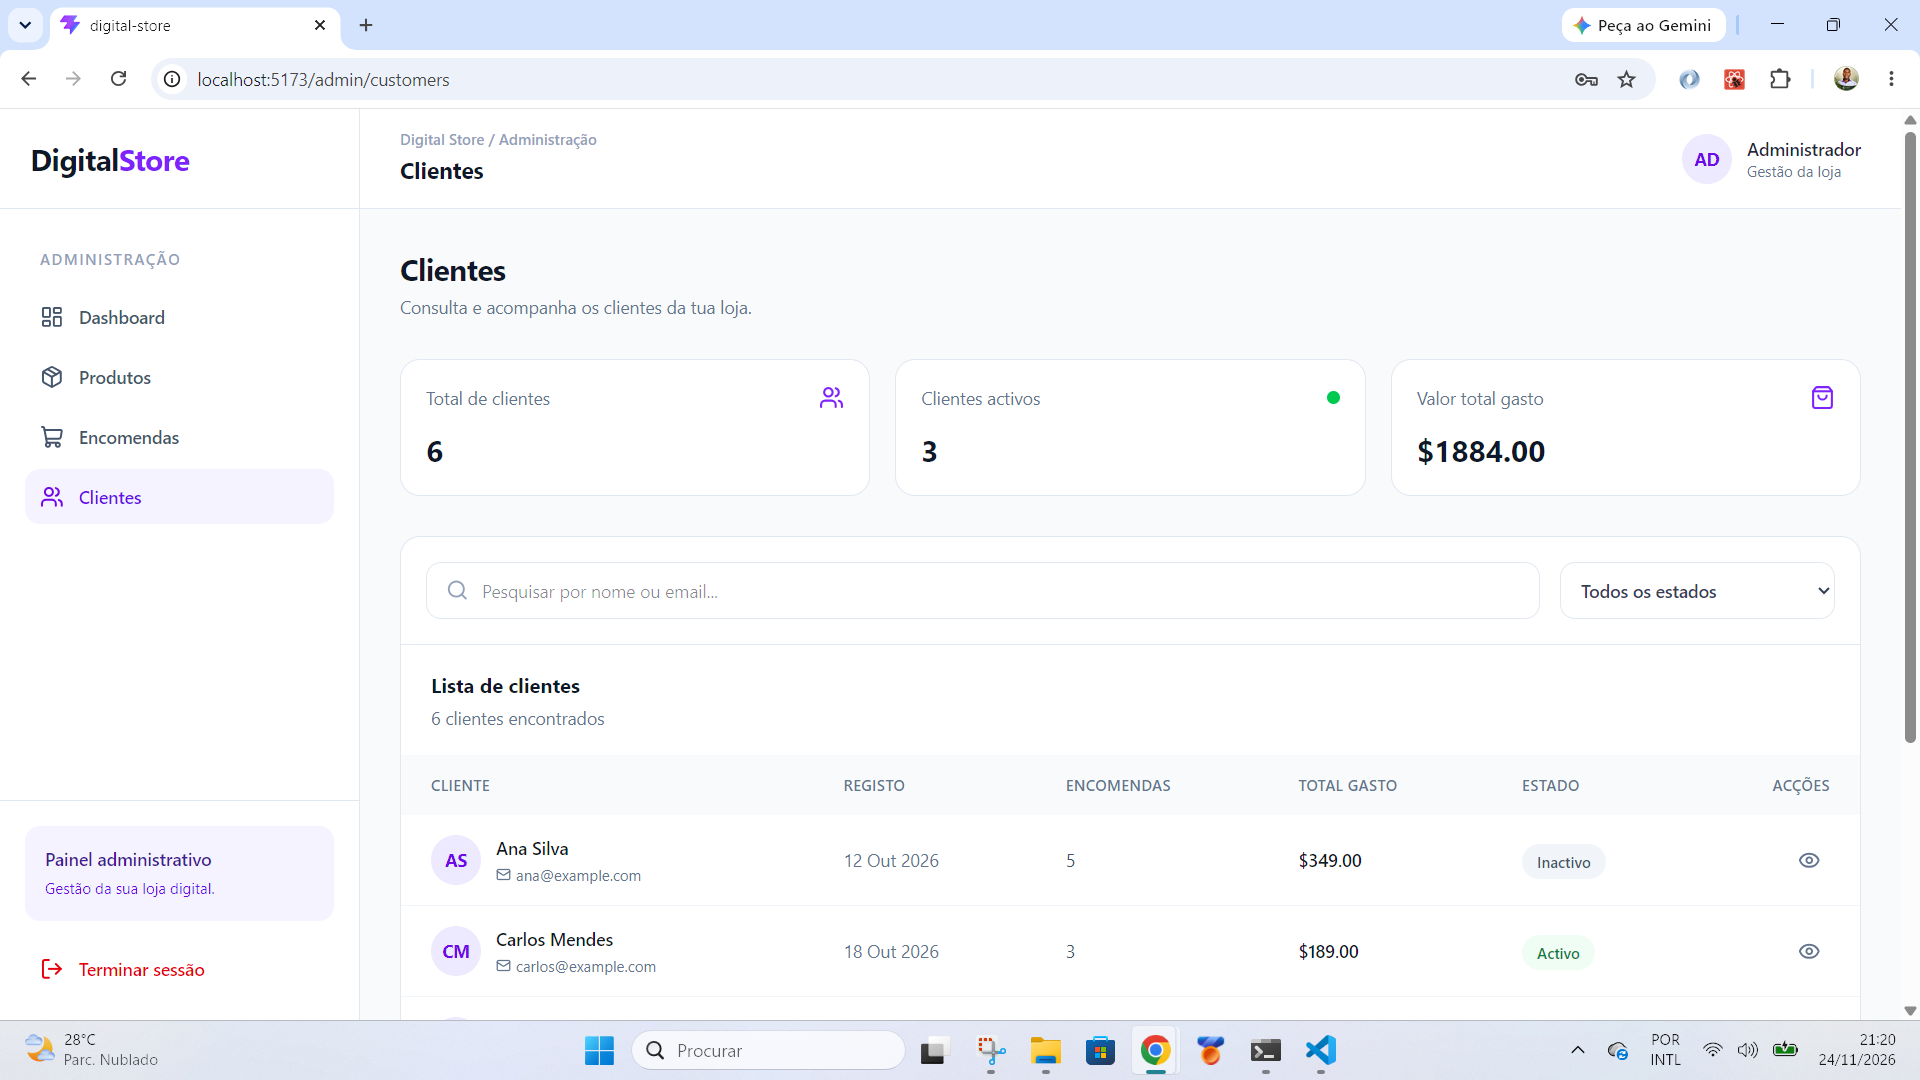 digital-store
Peça ao Gemini
localhost:5173/admin/customers
DigitalStore
Digital Store / Administração
Clientes
AD
Administrador
Gestão da loja
ADMINISTRAÇÃO
Dashboard
Produtos
Encomendas
Clientes
Painel administrativo
Gestão da sua loja digital.
Terminar sessão
Clientes
Consulta e acompanha os clientes da tua loja.
Total de clientes
6
Clientes activos
3
Valor total gasto
$1884.00
Pesquisar por nome ou email...
Todos os estados
Lista de clientes
6 clientes encontrados
CLIENTE REGISTO ENCOMENDAS TOTAL GASTO ESTADO ACÇÕES
AS Ana Silva 12 Out 2026 5 $349.00 Inactivo
ana@example.com
CM Carlos Mendes 18 Out 2026 3 $189.00 Activo
carlos@example.com
28°C
Parc. Nublado
Procurar
POR
INTL
21:20
24/11/2026